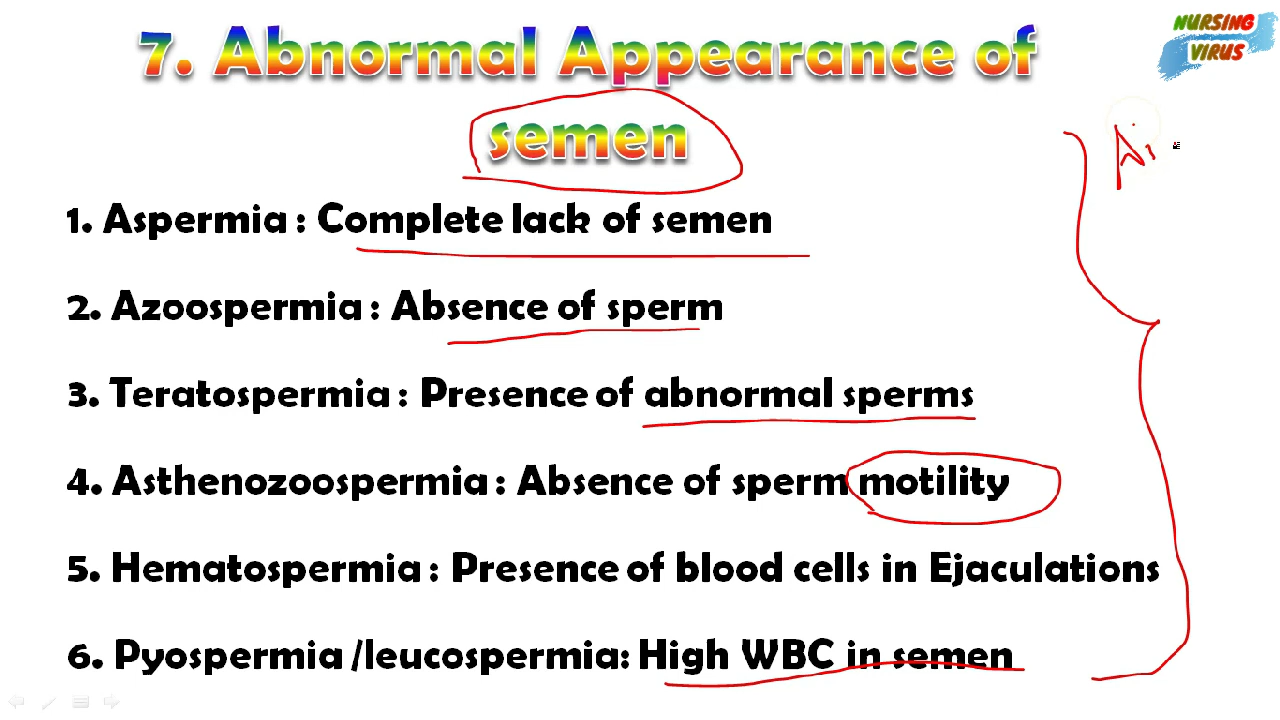 NURSING
VIRUS
7. Abnormal Appearance of
semen
1. Aspermia : Complete lack of semen
2. Azoospermia : Absence of sperm
3. Teratospermia : Presence of abnormal sperms
4. Asthenozoospermia : Absence of sperm motility
5. Hematospermia : Presence of blood cells in Ejaculations
6. Pyospermia /leucospermia: High WBC in semen